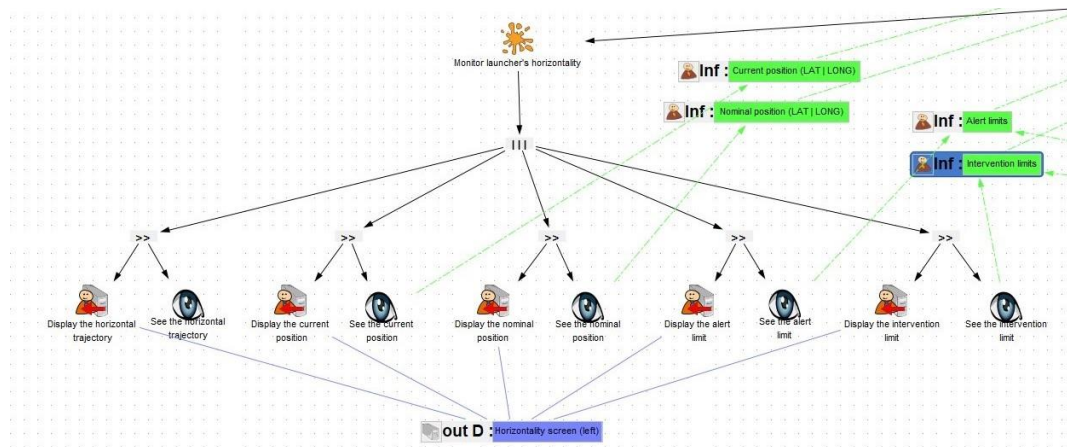 Monitor launcher's horizontality
Inf : Current position (LAT | LONG)
Inf : Nominal position (LAT | LONG)
Inf : Alert limits
|||
Inf : Intervention limits
>> >> >> >> >>
Display the horizontal
trajectory
See the horizontal
trajectory
Display the current
position
See the current
position
Display the nominal
position
See the nominal
position
Display the alert
limit
See the alert
limit
Display the intervention
limit
See the intervention
limit
out D : Horizontality screen (left)